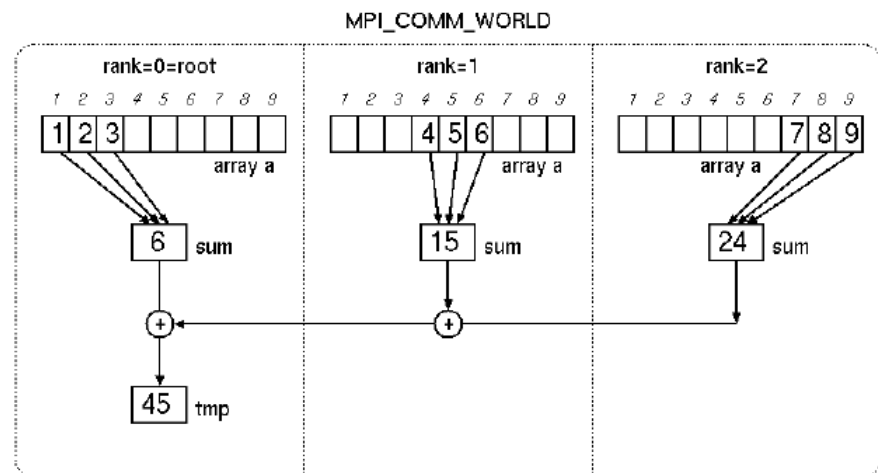 MPI_COMM_WORLD
rank=0=root rank=1 rank=2
1 2 3 4 5 6 7 8 9 1 2 3 4 5 6 7 8 9 1 2 3 4 5 6 7 8 9
1 2 3 4 5 6 7 8 9
array a array a array a
6 sum 15 sum 24 sum
+ +
45 tmp